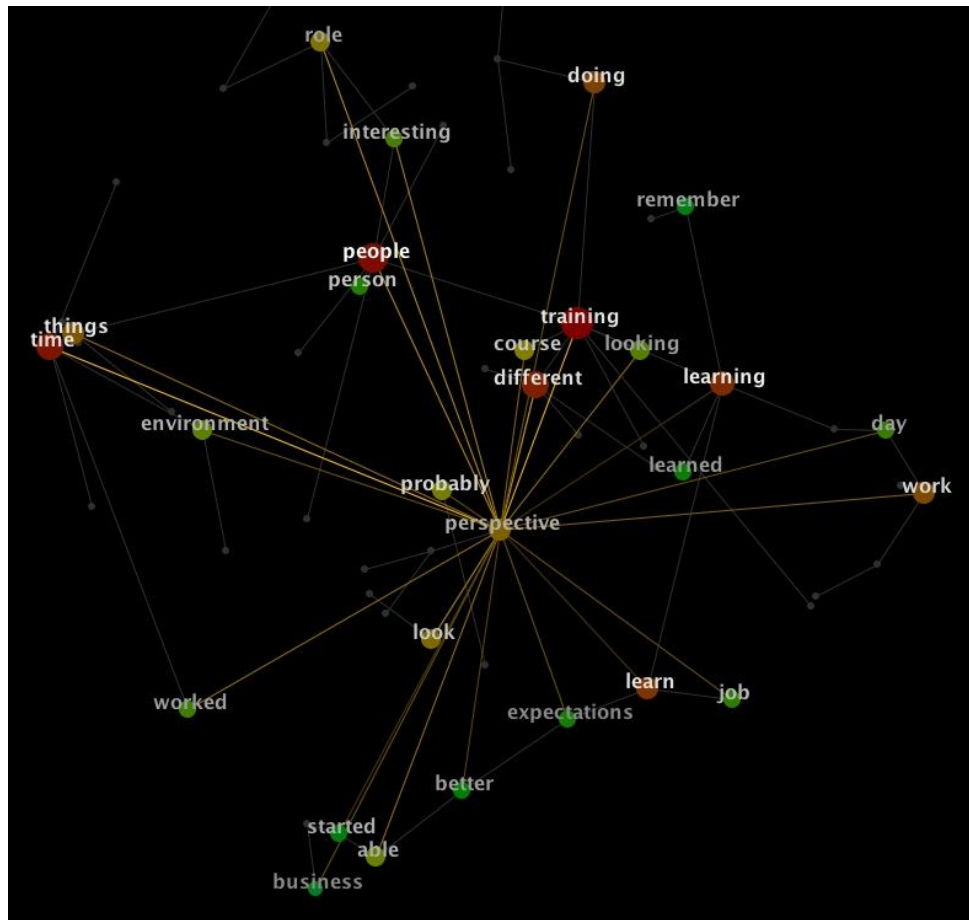 role
doing
interesting
remember
people
person
training
things
time
course
looking
different
learning
environment
day
learned
probably
work
perspective
look
learn
worked
job
expectations
better
started
able
business